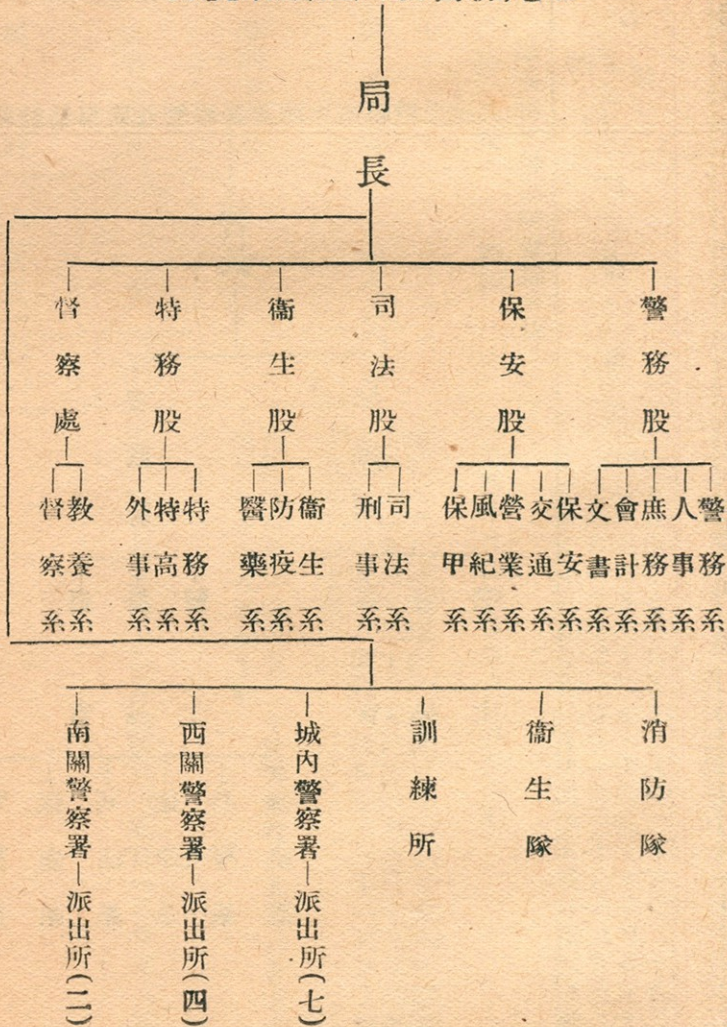 局長
警務股
保安股
司法股
衞生股
特務股
督察處
警務系
人事系
庶務系
會計系
文書系
保安系
交通系
營業系
風紀系
保甲系
司法系
刑事系
衞生系
防疫系
醫藥系
特務系
特高系
外事系
教養系
督察系
消防隊
衞生隊
訓練所
城內警察署—派出所(七)
西關警察署—派出所(四)
南關警察署—派出所(二)